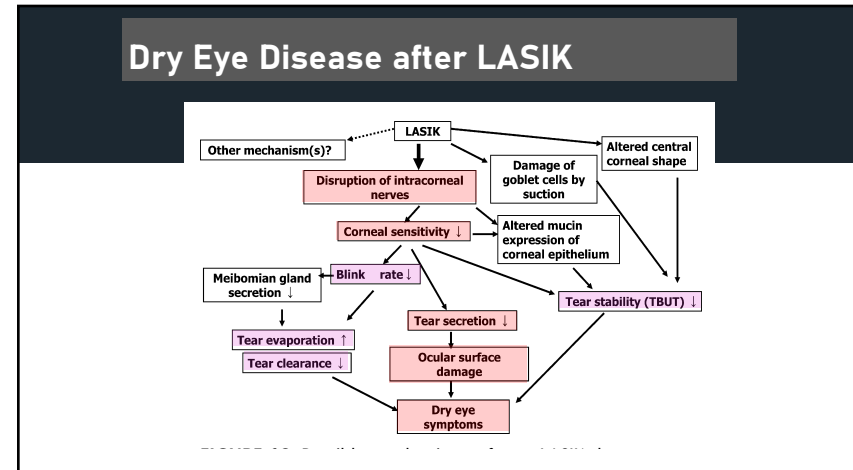 Dry Eye Disease after LASIK
LASIK
Other mechanism(s)?
Altered central
corneal shape
Damage of
goblet cells by
suction
Disruption of intracorneal
nerves
Corneal sensitivity ↓
Altered mucin
expression of
corneal epithelium
Blink rate↓
Meibomian gland
secretion ↓
Tear stability (TBUT) ↓
Tear secretion ↓
Tear evaporation ↑
Tear clearance ↓
Ocular surface
damage
Dry eye
symptoms